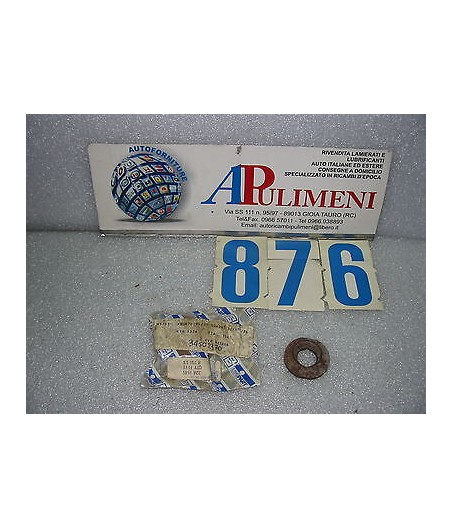 AUTOFORNITURE
APULIMENI
RIVENDITA LAMIERATI E
LUBRIFICANTI
AUTO ITALIANE ED ESTERE
CONSEGNE A DOMICILIO
SPECIALIZZATO IN RICAMBI D'EPOCA
Via SS 111 n. 95/97 - 89013 GIOIA TAURO (RC)
Tel&Fax. 0966 57011 - Tel 0966.938893
Email: autoricambipulimeni@libero.it
876